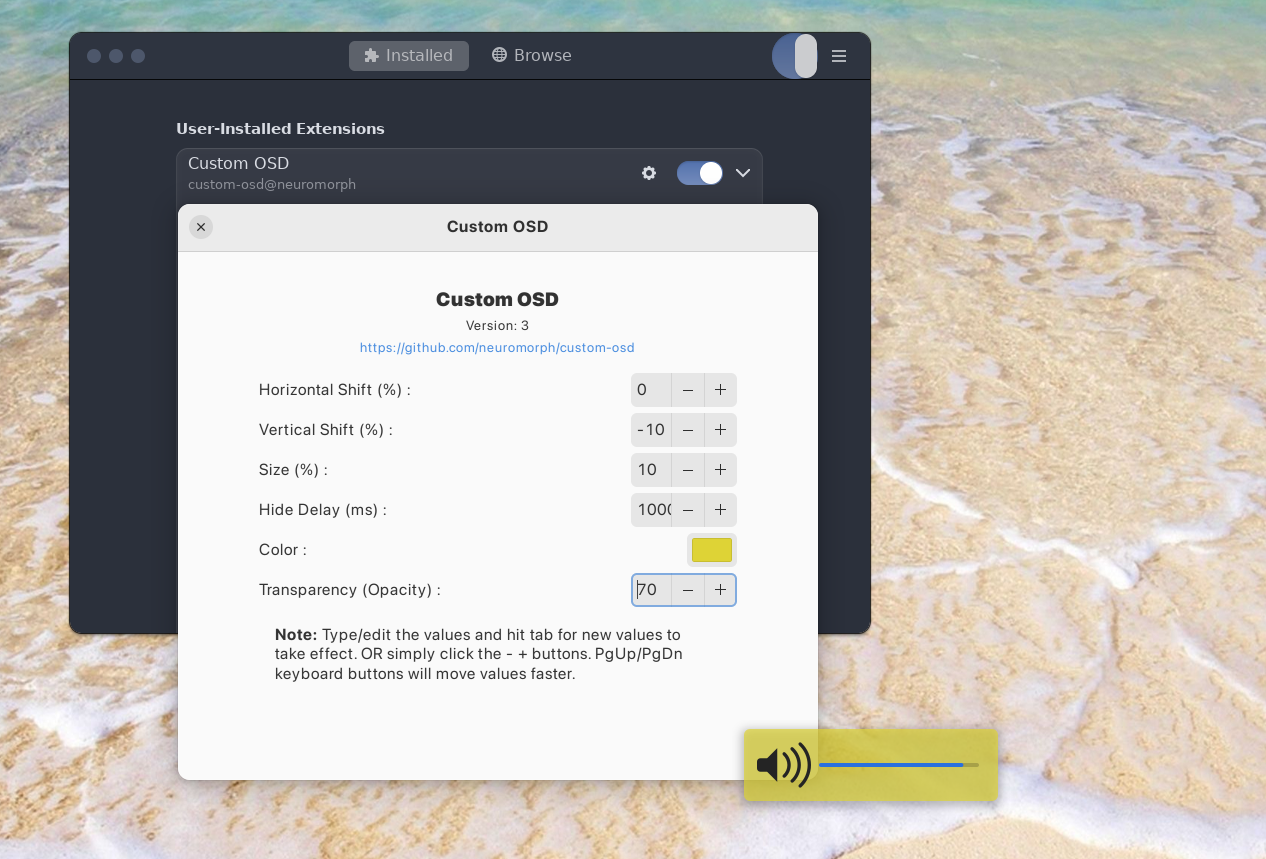 Installed
Browse
User-Installed Extensions
Custom OSD
custom-osd@neuromorph
Custom OSD
Custom OSD
Version: 3
https://github.com/neuromorph/custom-osd
Horizontal Shift (%) : 0 − +
Vertical Shift (%) : -10 − +
Size (%) : 10 − +
Hide Delay (ms) : 1000 − +
Color :
Transparency (Opacity) : 70 − +
Note: Type/edit the values and hit tab for new values to
take effect. OR simply click the - + buttons. PgUp/PgDn
keyboard buttons will move values faster.